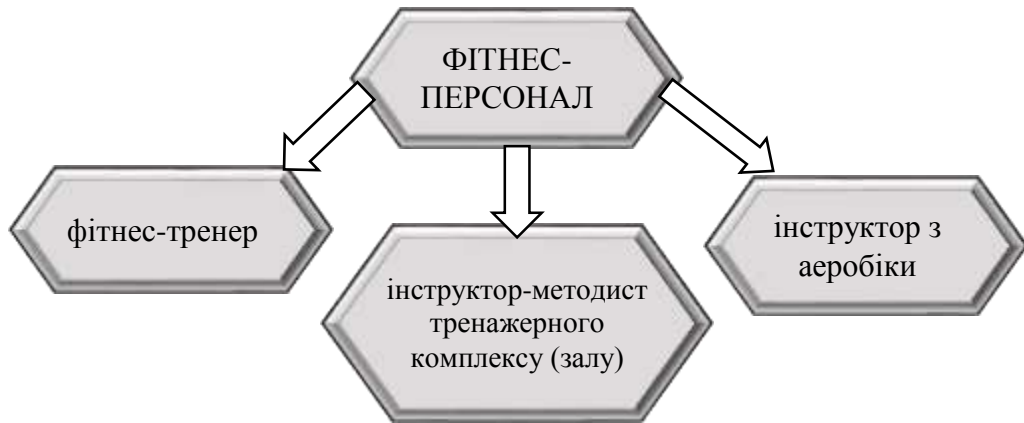 ФІТНЕС-
ПЕРСОНАЛ
фітнес-тренер
інструктор-методист
тренажерного
комплексу (залу)
інструктор з
аеробіки